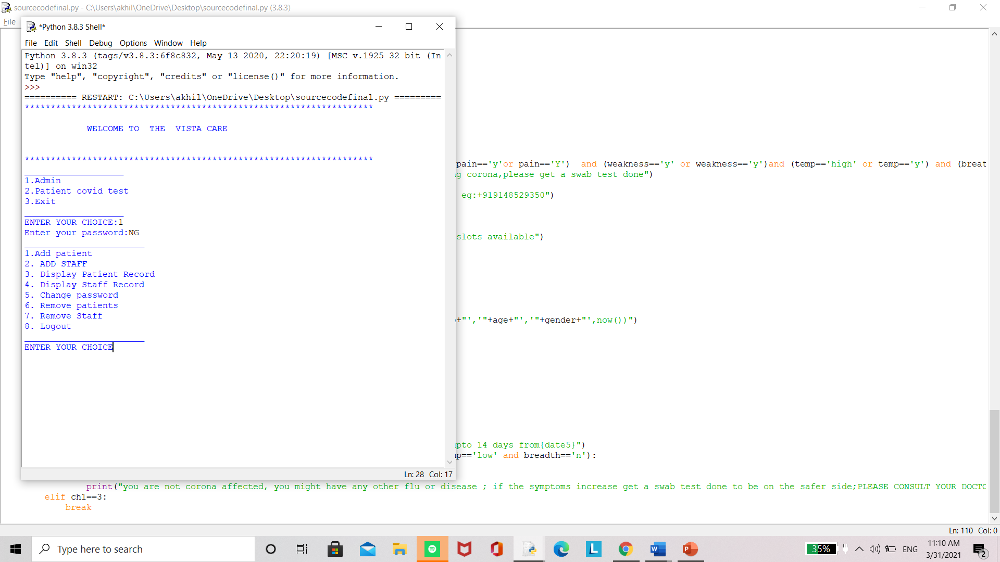 sourcecodefinal.py - C:\Users\akhil\OneDrive\Desktop\sourcecodefinal.py (3.8.3)
File
*Python 3.8.3 Shell*
File Edit Shell Debug Options Window Help
Python 3.8.3 (tags/v3.8.3:6f8c832, May 13 2020, 22:20:19) [MSC v.1925 32 bit (In
tel)] on win32
Type "help", "copyright", "credits" or "license()" for more information.
>>>
========== RESTART: C:\Users\akhil\OneDrive\Desktop\sourcecodefinal.py =========
*******************************************************************
WELCOME TO  THE  VISTA CARE
*******************************************************************
___________________
1.Admin
2.Patient covid test
3.Exit
___________________
ENTER YOUR CHOICE:1
Enter your password:NG
_______________________
1.Add patient
2. ADD STAFF
3. Display Patient Record
4. Display Staff Record
5. Change password
6. Remove patients
7. Remove Staff
8. Logout
_______________________
ENTER YOUR CHOICE
Ln: 28 Col: 17
pain=='y'or pain=='Y')  and (weakness=='y' or weakness=='y')and (temp=='high' or temp=='y') and (breat
g corona,please get a swab test done")
eg:+919148529350")
slots available")
+"','"+age+"','"+gender+"',now())")
pto 14 days from{date5}")
p=='low' and breadth=='n'):
print("you are not corona affected, you might have any other flu or disease ; if the symptoms increase get a swab test done to be on the safer side;PLEASE CONSULT YOUR DOCTO
elif ch1==3:
break
Ln: 110 Col: 0
Type here to search
L
W
P
35%
ENG
11:10 AM
3/31/2021
2